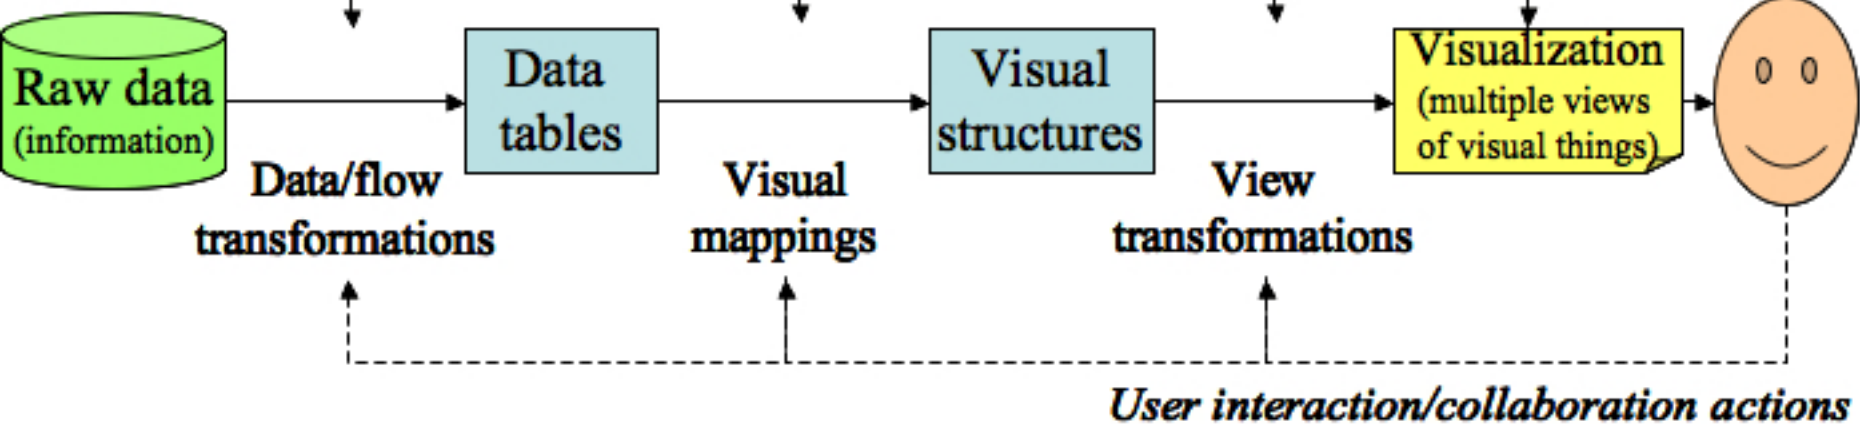 Raw data
(information)
Data
tables
Visual
structures
Visualization
(multiple views
of visual things)
Data/flow
transformations
Visual
mappings
View
transformations
User interaction/collaboration actions